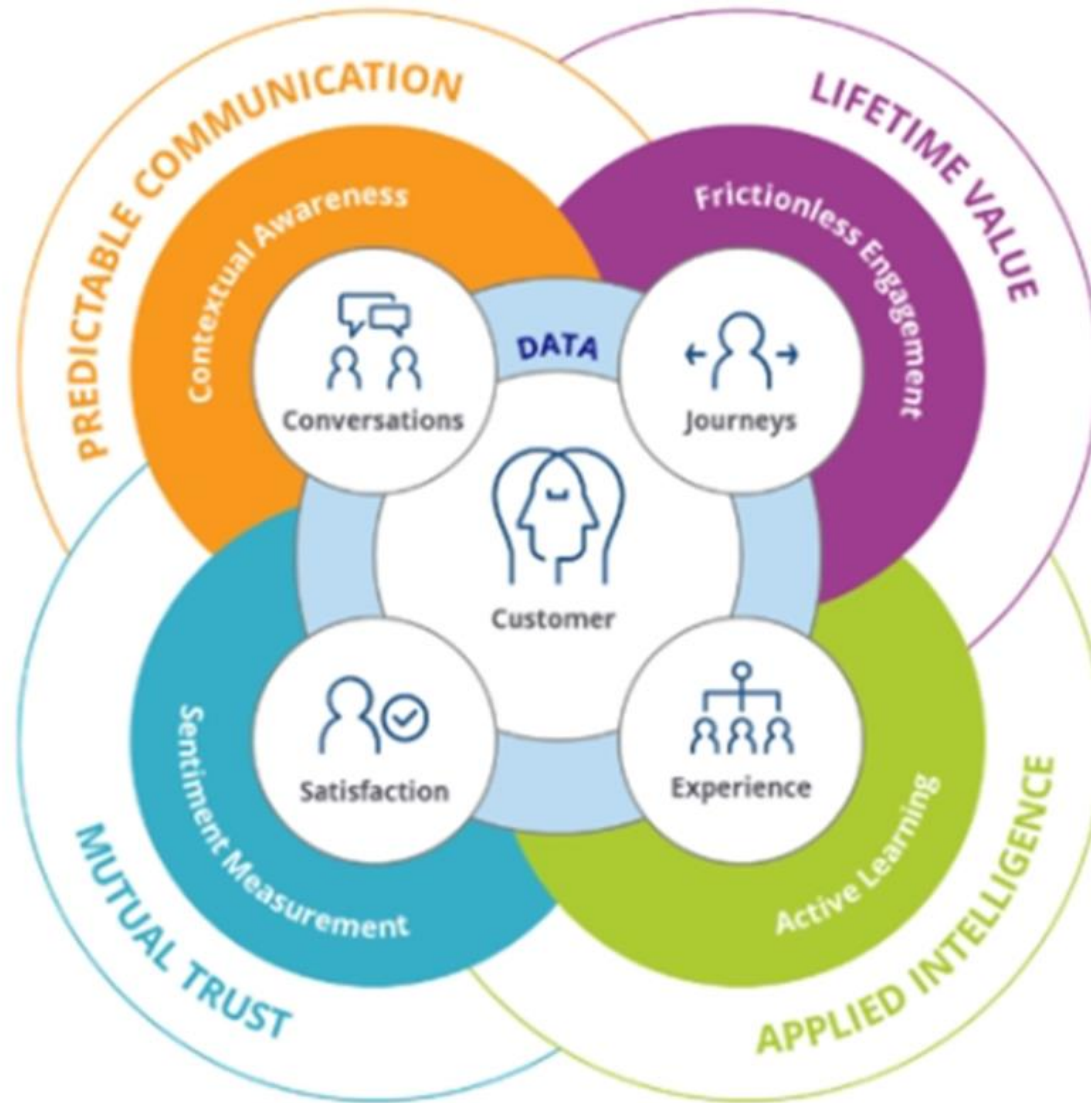 PREDICTABLE COMMUNICATION
LIFETIME VALUE
Contextual Awareness
Frictionless Engagement
DATA
Conversations
Journeys
Customer
Satisfaction
Experience
Sentiment Measurement
Active Learning
MUTUAL TRUST
APPLIED INTELLIGENCE